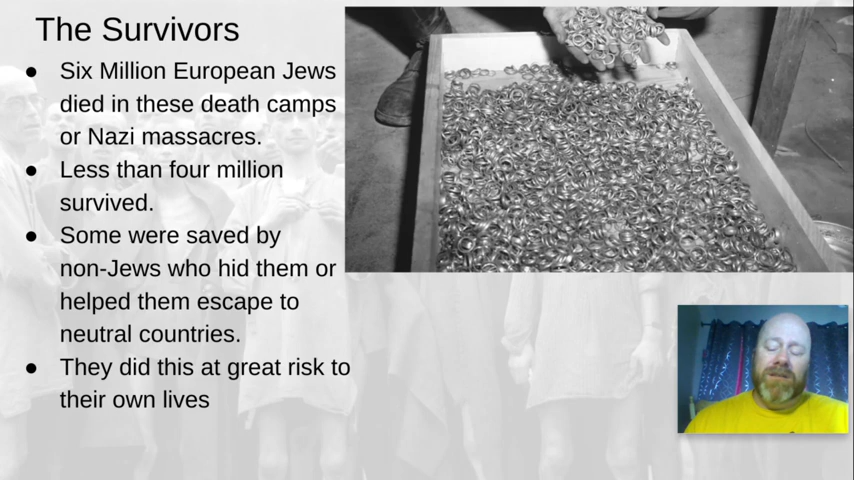 The Survivors
● Six Million European Jews
died in these death camps
or Nazi massacres.
● Less than four million
survived.
● Some were saved by
non-Jews who hid them or
helped them escape to
neutral countries.
● They did this at great risk to
their own lives